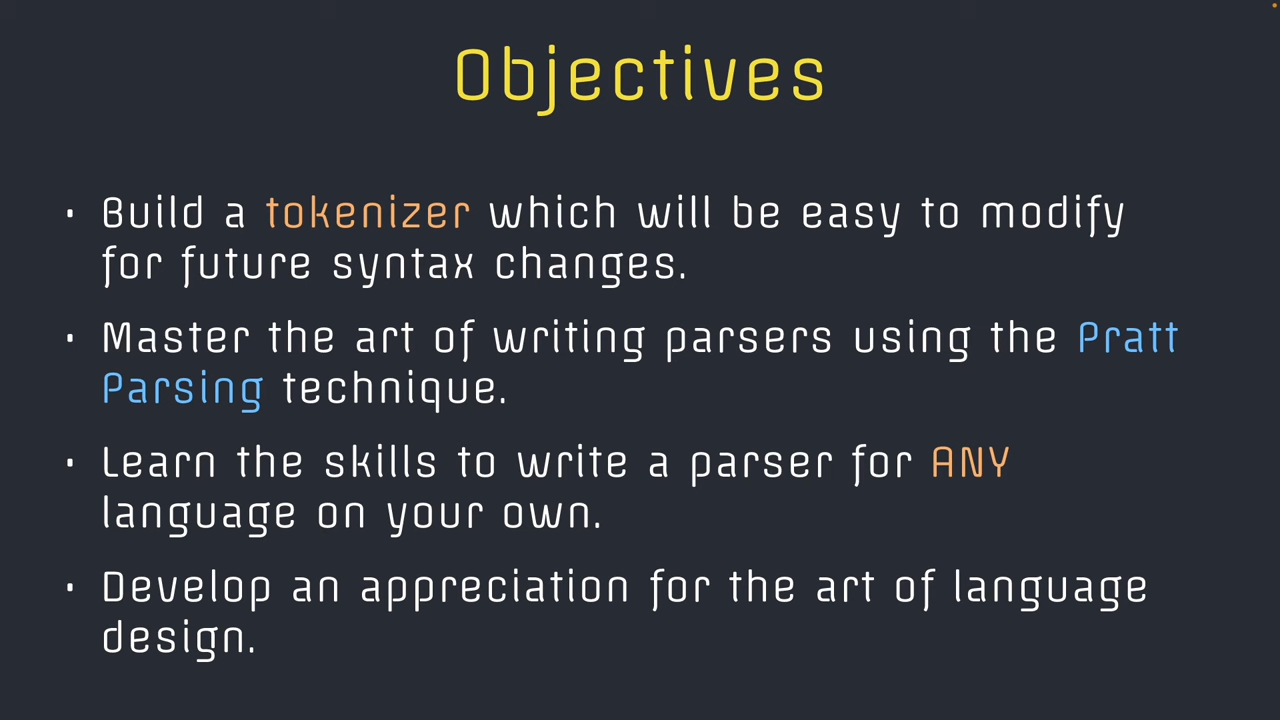 Objectives
· Build a tokenizer which will be easy to modify
for future syntax changes.
· Master the art of writing parsers using the Pratt
Parsing technique.
· Learn the skills to write a parser for ANY
language on your own.
· Develop an appreciation for the art of language
design.